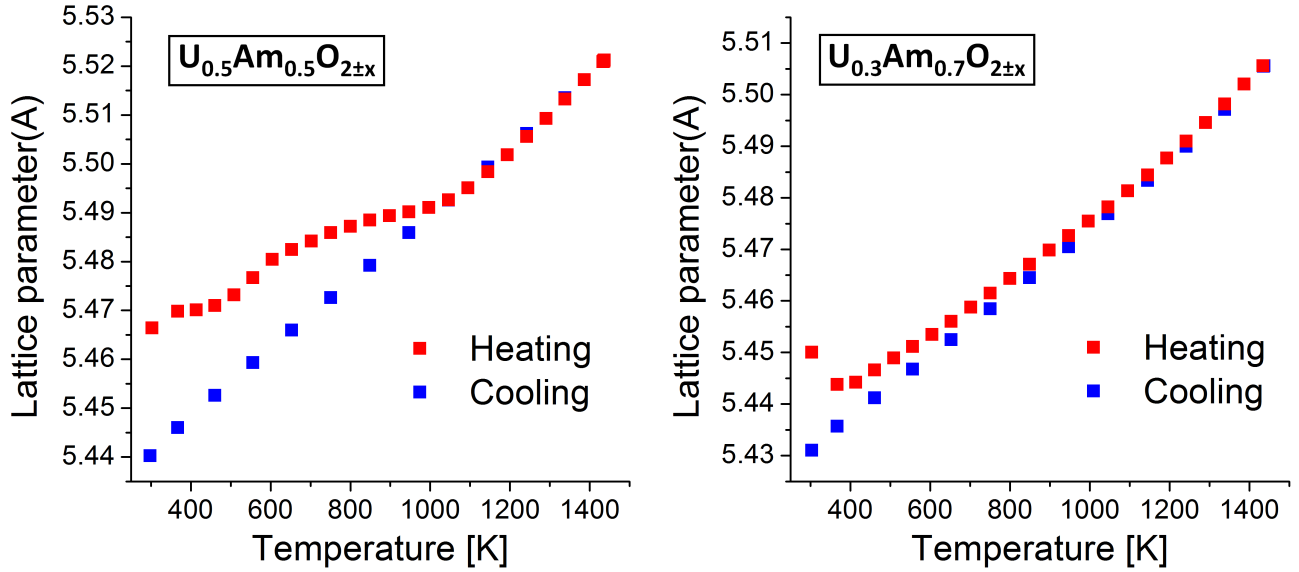 U0.5Am0.5O2±x
Lattice parameter(A)
5.53
5.52
5.51
5.50
5.49
5.48
5.47
5.46
5.45
5.44
Heating
Cooling
400 600 800 1000 1200 1400
Temperature [K]
U0.3Am0.7O2±x
Lattice parameter(A)
5.51
5.50
5.49
5.48
5.47
5.46
5.45
5.44
5.43
Heating
Cooling
400 600 800 1000 1200 1400
Temperature [K]